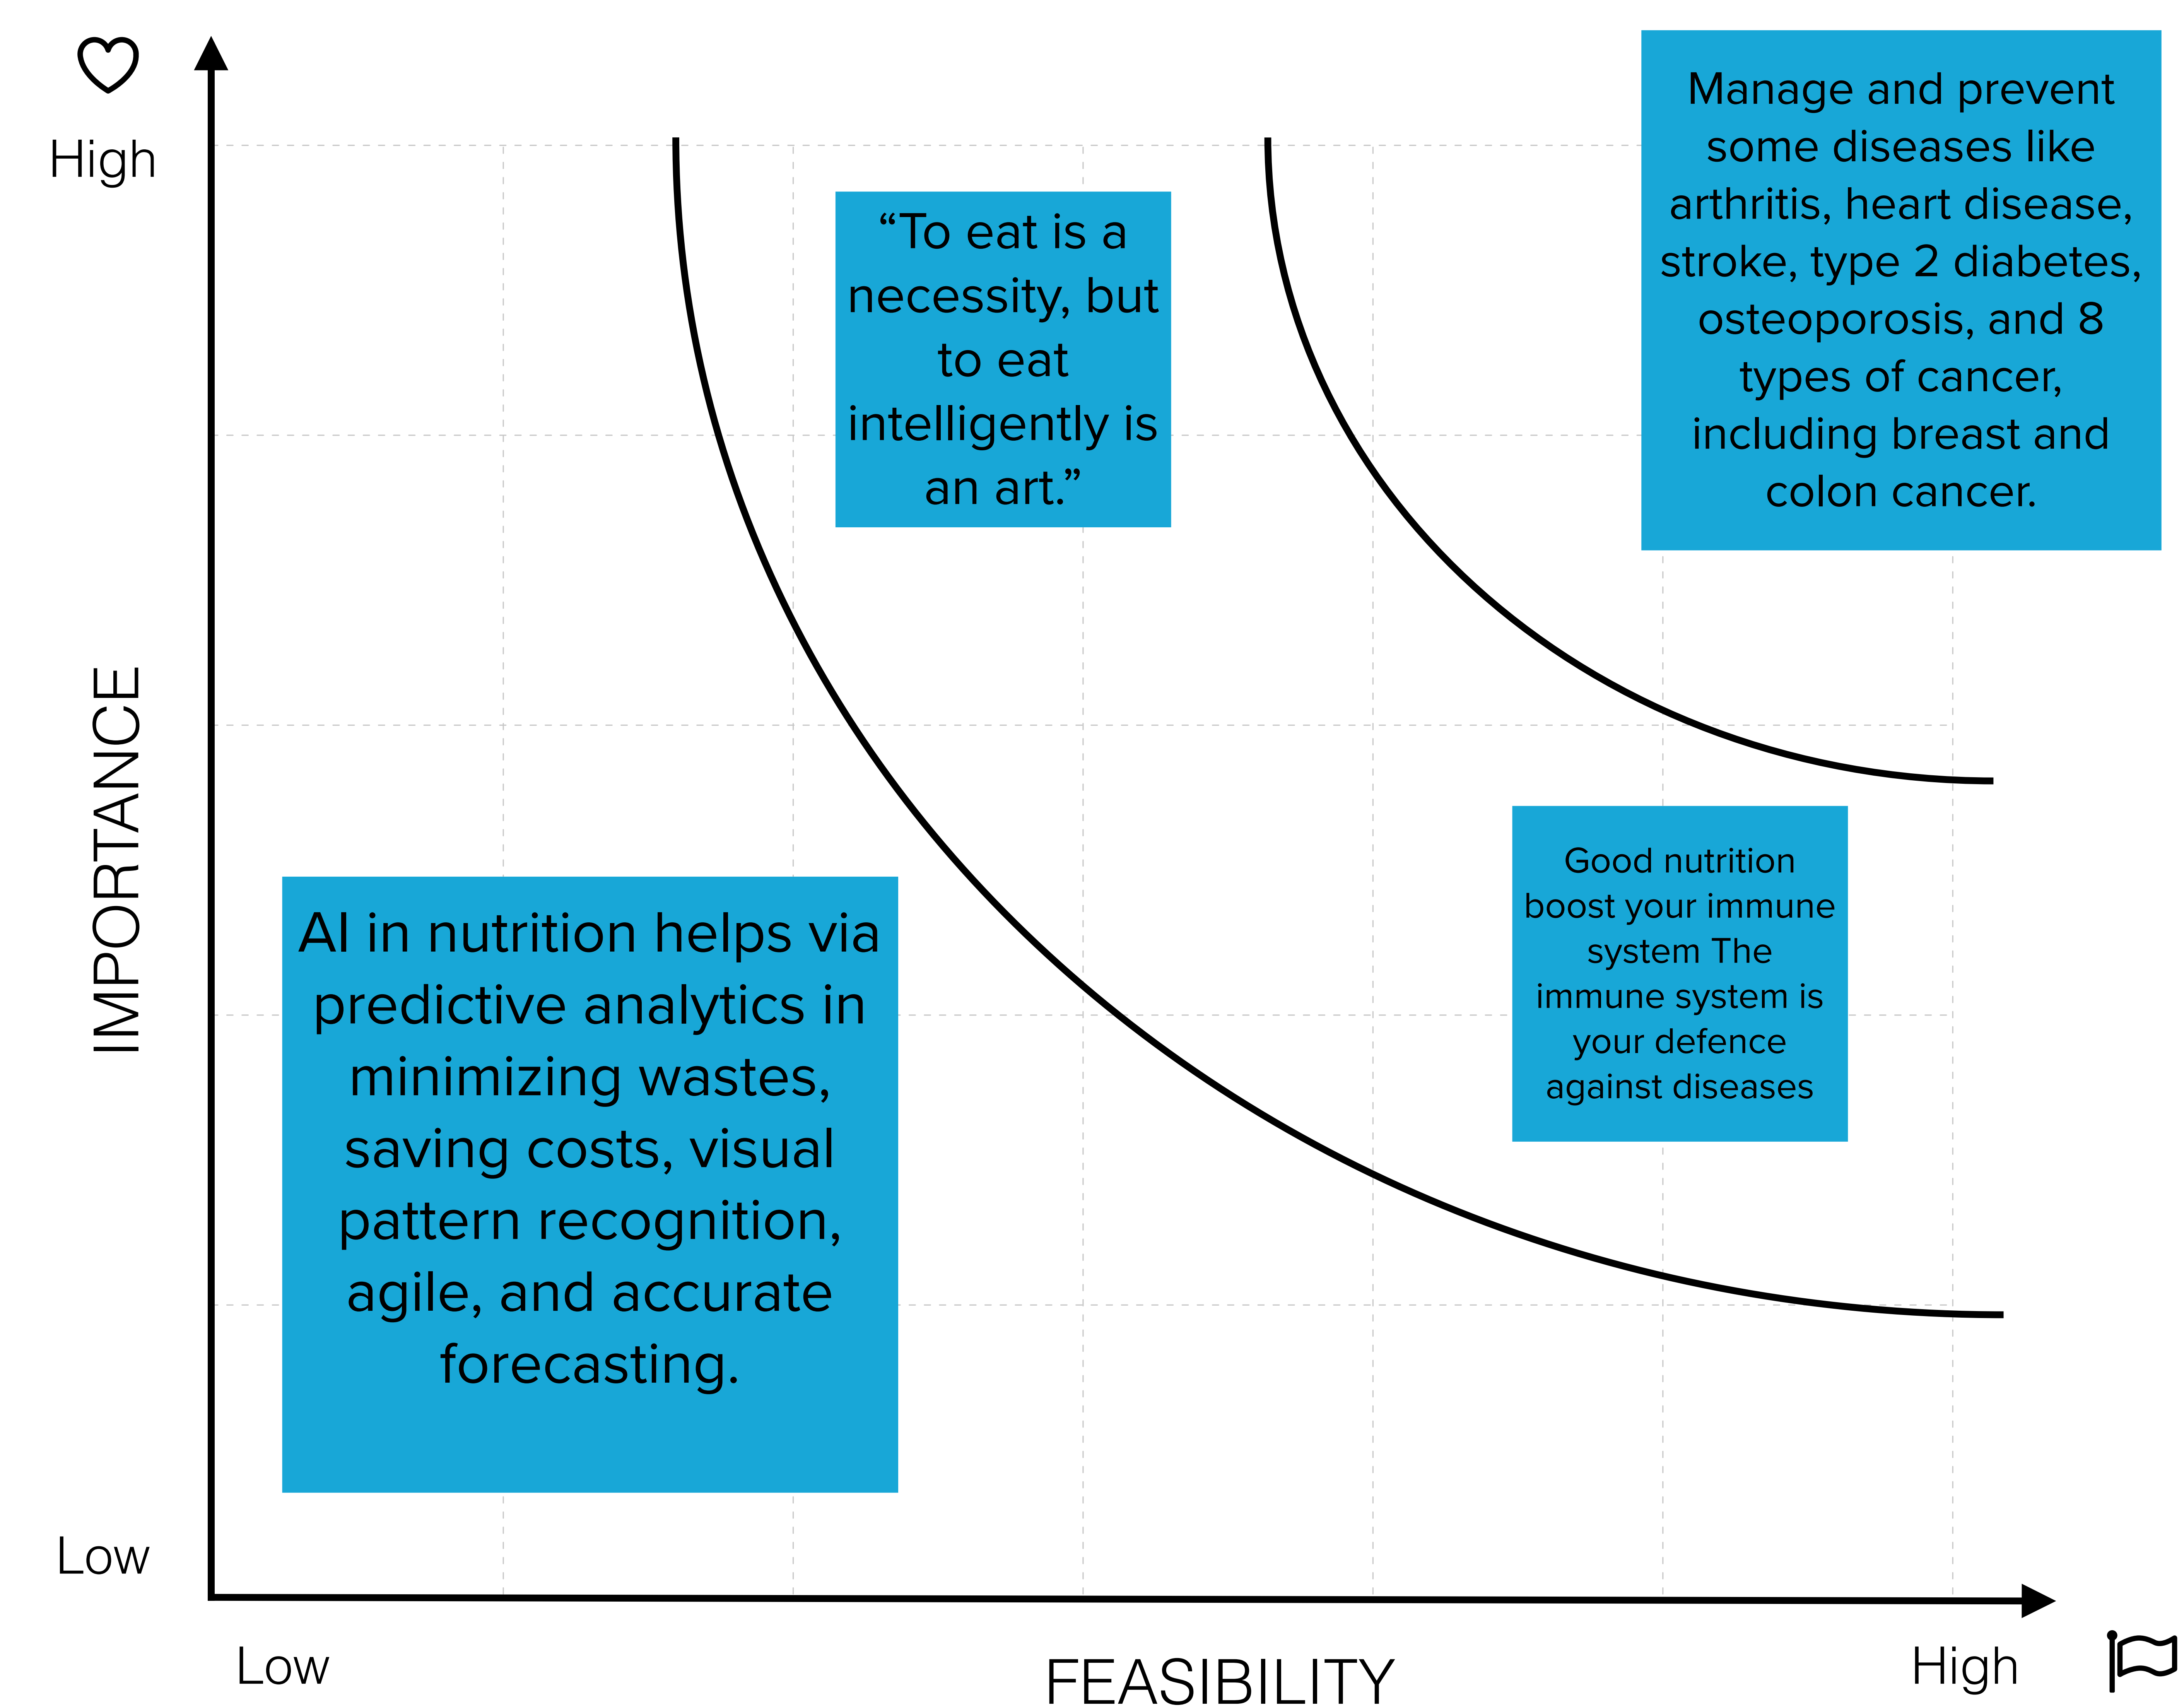 High
Manage and prevent
some diseases like
arthritis, heart disease,
stroke, type 2 diabetes,
osteoporosis, and 8
types of cancer,
including breast and
colon cancer.
“To eat is a
necessity, but
to eat
intelligently is
an art.”
IMPORTANCE
Good nutrition
boost your immune
system The
immune system is
your defence
against diseases
AI in nutrition helps via
predictive analytics in
minimizing wastes,
saving costs, visual
pattern recognition,
agile, and accurate
forecasting.
Low
Low
FEASIBILITY
High